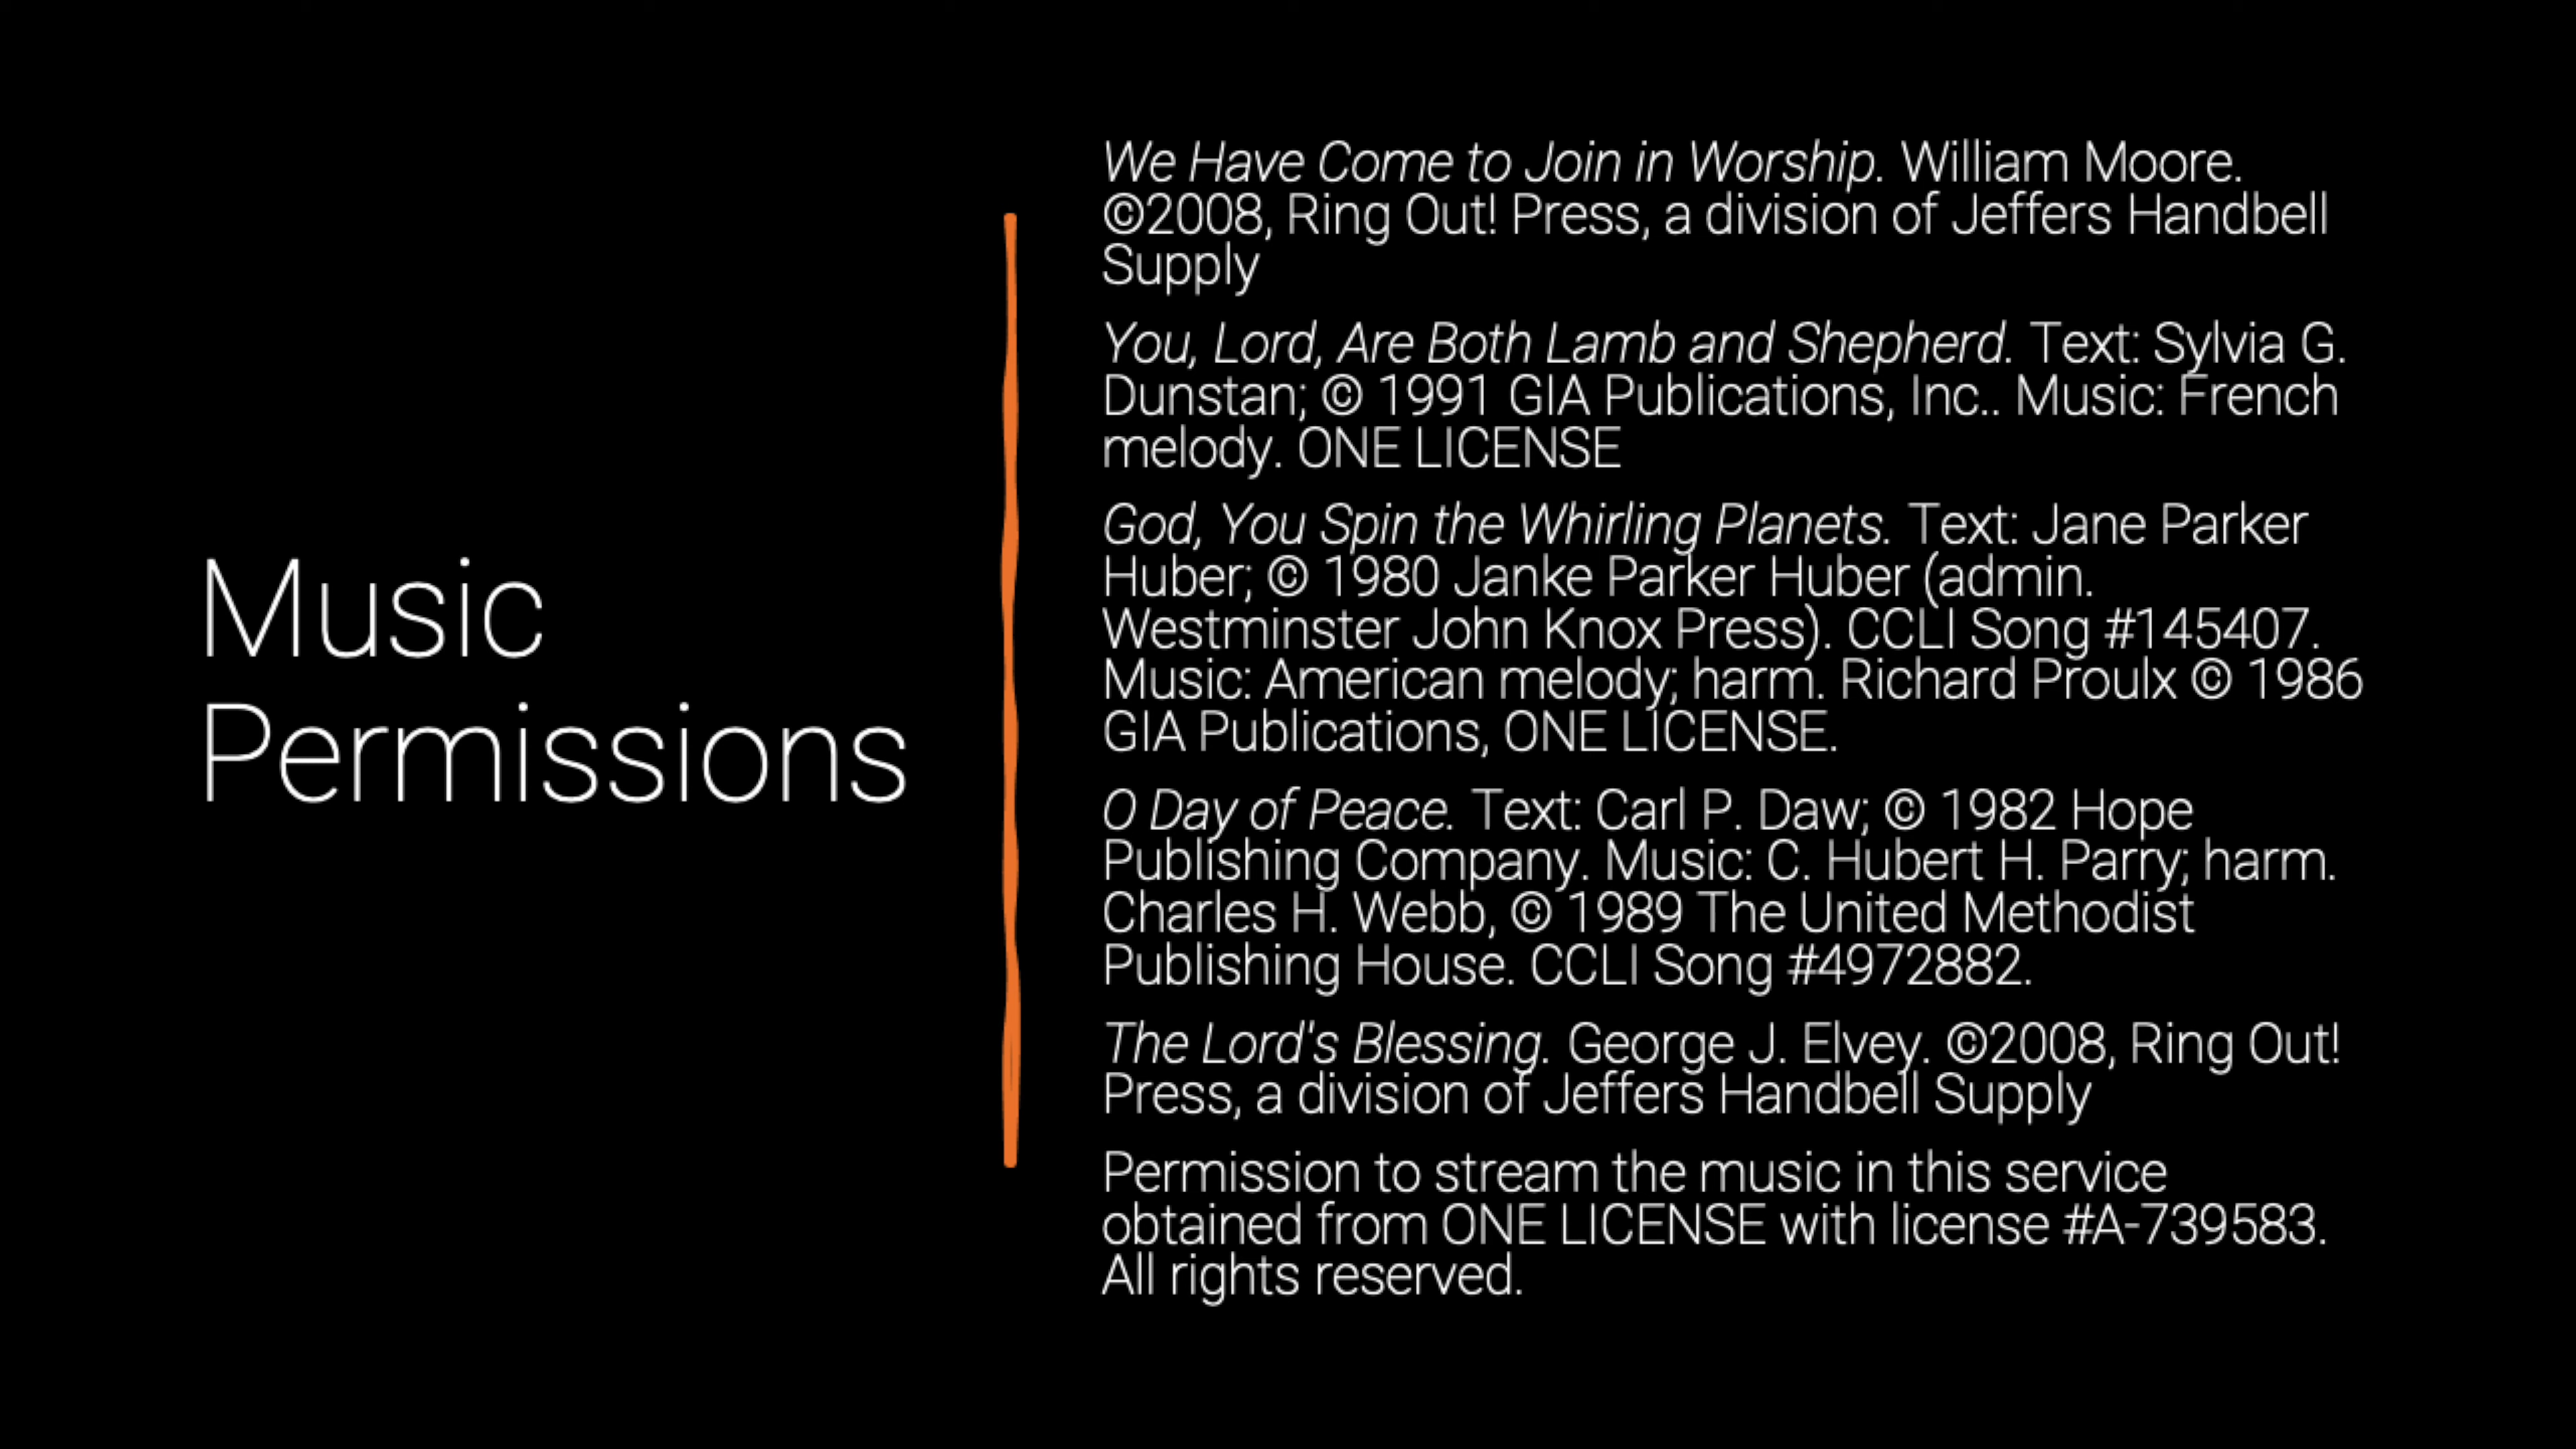 Music
Permissions
We Have Come to Join in Worship. William Moore.
©2008, Ring Out! Press, a division of Jeffers Handbell
Supply
You, Lord, Are Both Lamb and Shepherd. Text: Sylvia G.
Dunstan; © 1991 GIA Publications, Inc.. Music: French
melody. ONE LICENSE
God, You Spin the Whirling Planets. Text: Jane Parker
Huber; © 1980 Janke Parker Huber (admin.
Westminster John Knox Press). CCLI Song #145407.
Music: American melody; harm. Richard Proulx © 1986
GIA Publications, ONE LICENSE.
O Day of Peace. Text: Carl P. Daw; © 1982 Hope
Publishing Company. Music: C. Hubert H. Parry; harm.
Charles H. Webb, © 1989 The United Methodist
Publishing House. CCLI Song #4972882.
The Lord's Blessing. George J. Elvey. ©2008, Ring Out!
Press, a division of Jeffers Handbell Supply
Permission to stream the music in this service
obtained from ONE LICENSE with license #A-739583.
All rights reserved.